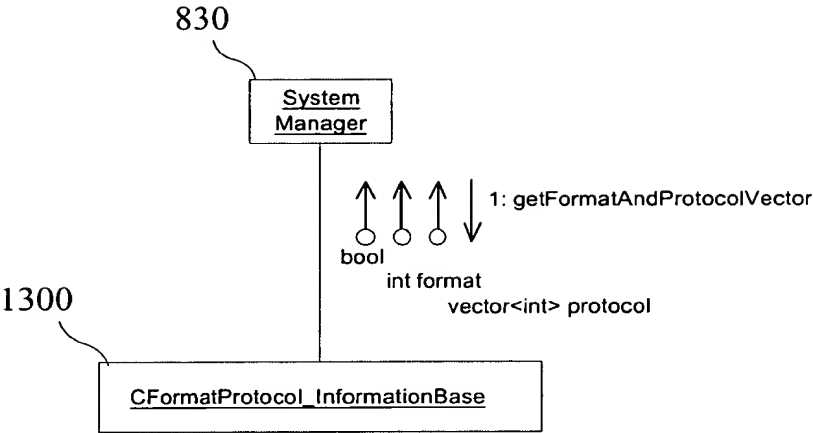 830
System
Manager
1: getFormatAndProtocolVector
bool
int format
vector<int> protocol
1300
CFormatProtocol_InformationBase